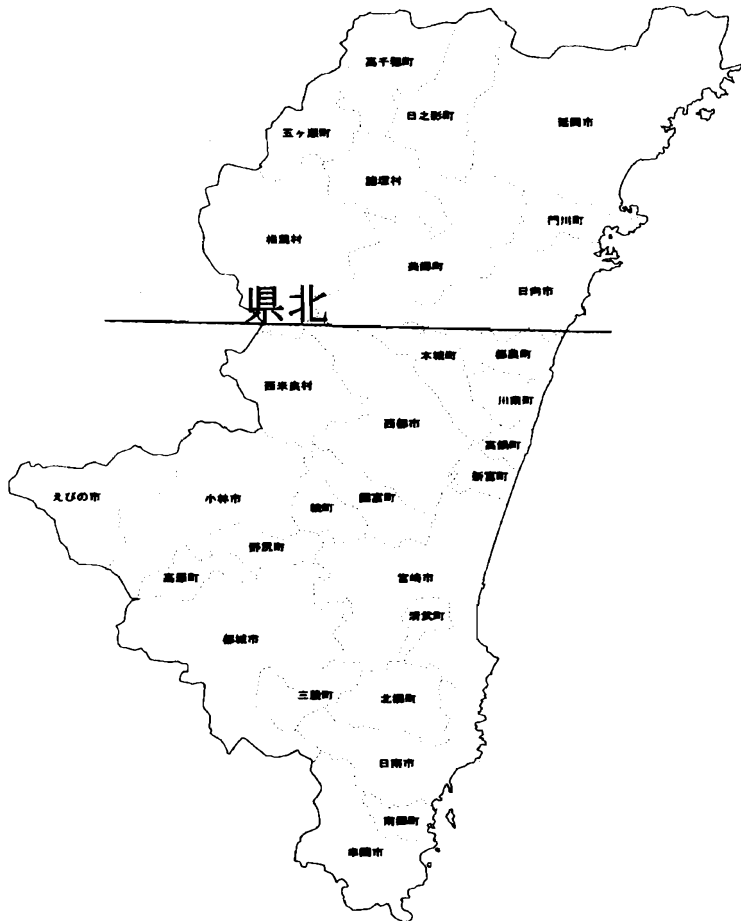 高千穂町
日之影町
延岡市
五ヶ瀬町
諸塚村
門川町
椎葉村
美郷町
日向市
県北
木城町
都農町
西米良村
川南町
西都市
高鍋町
新富町
えびの市
小林市
綾町
国富町
野尻町
高原町
宮崎市
清武町
都城市
三股町
北郷町
日南市
南郷町
串間市